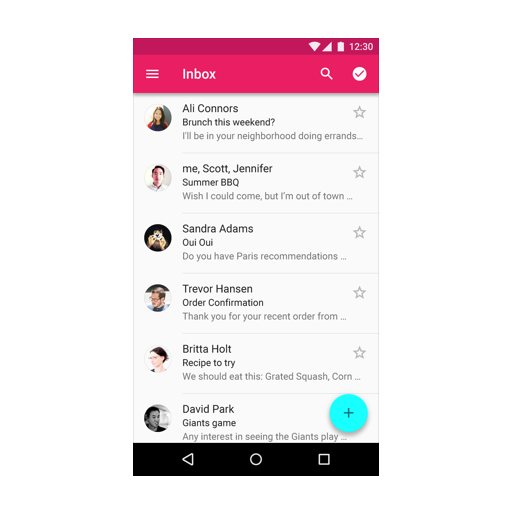 12:30
Inbox
Ali Connors
Brunch this weekend?
I'll be in your neighborhood doing errands…
me, Scott, Jennifer
Summer BBQ
Wish I could come, but I'm out of town …
Sandra Adams
Oui Oui
Do you have Paris recommendations …
Trevor Hansen
Order Confirmation
Thank you for your recent order from …
Britta Holt
Recipe to try
We should eat this: Grated Squash, Corn …
David Park
Giants game
Any interest in seeing the Giants play …